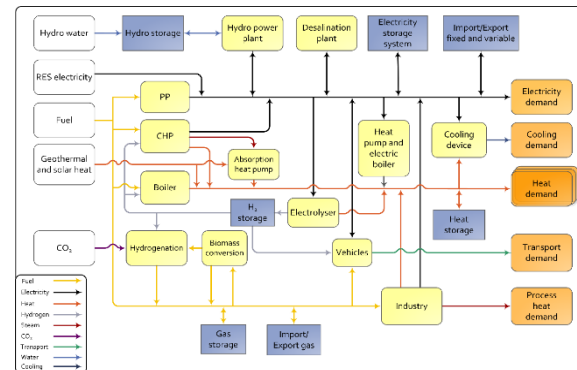 Hydro water
Hydro storage
Hydro power
plant
Desalination
plant
Electricity
storage
system
Import/Export
fixed and variable
RES electricity
PP
Electricity
demand
Fuel
CHP
Heat
pump and
electric
boiler
Cooling
device
Cooling
demand
Geothermal
and solar heat
Absorption
heat pump
Boiler
Heat
demand
H₂
storage
Electrolyser
Heat
storage
CO₂
Hydrogenation
Biomass
conversion
Vehicles
Transport
demand
Fuel
Electricity
Heat
Hydrogen
Steam
CO₂
Transport
Water
Cooling
Gas
storage
Import/
Export gas
Industry
Process
heat
demand